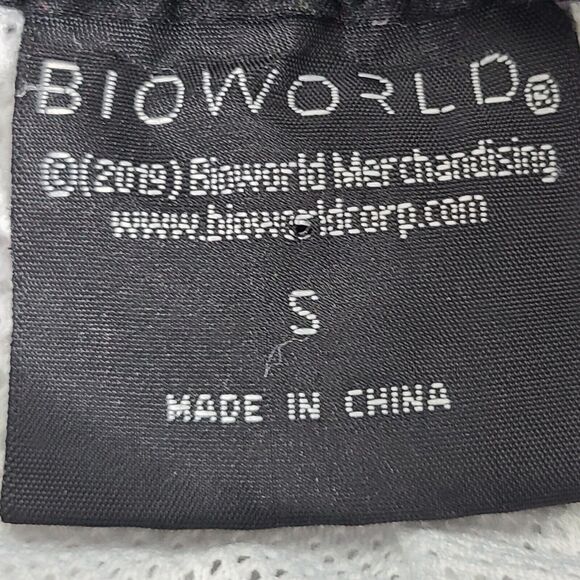 BIOWORLD®
©(2019) Bioworld Merchandising
www.bioworldcorp.com
S
MADE IN CHINA